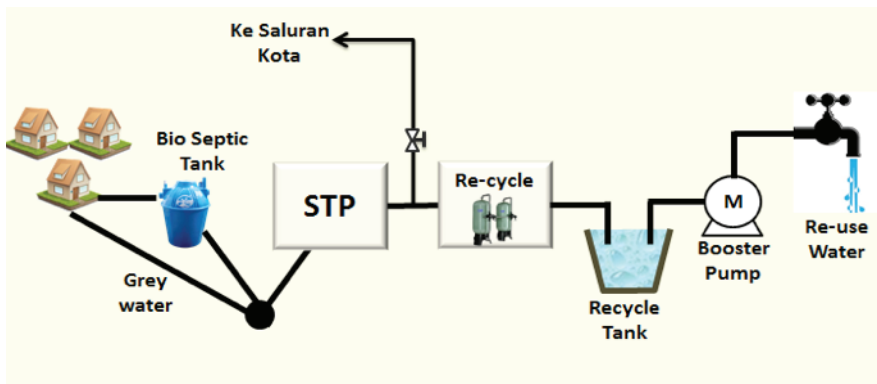 Ke Saluran
Kota
Bio Septic
Tank
Grey
water
STP
Re-cycle
Recycle
Tank
M
Booster
Pump
Re-use
Water